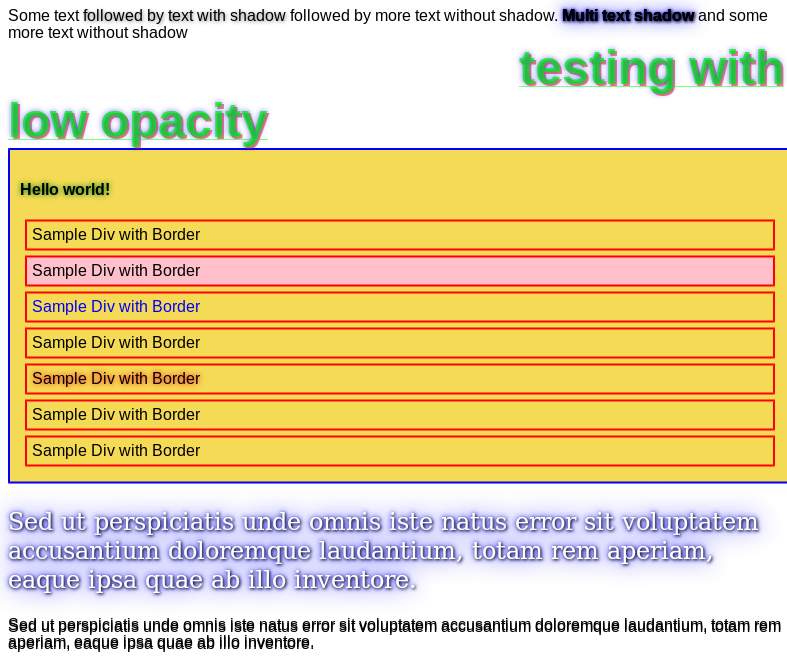 Some text followed by text with shadow followed by more text without shadow. Multi text shadow and some
more text without shadow
testing with
low opacity
Hello world!
Sample Div with Border
Sample Div with Border
Sample Div with Border
Sample Div with Border
Sample Div with Border
Sample Div with Border
Sample Div with Border
Sed ut perspiciatis unde omnis iste natus error sit voluptatem
accusantium doloremque laudantium, totam rem aperiam,
eaque ipsa quae ab illo inventore.
Sed ut perspiciatis unde omnis iste natus error sit voluptatem accusantium doloremque laudantium, totam rem
aperiam, eaque ipsa quae ab illo inventore.